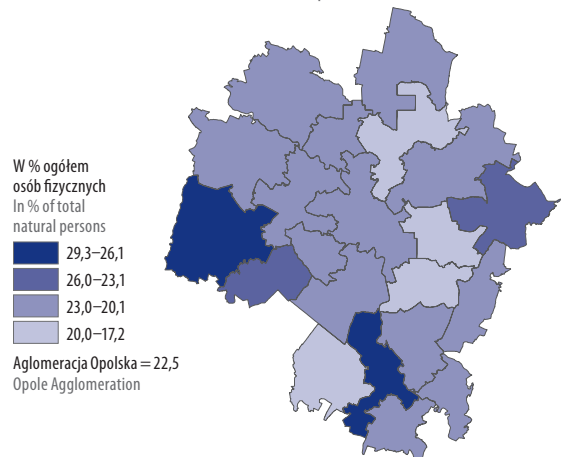 W % ogółem
osób fizycznych
In % of total
natural persons
29,3–26,1
26,0–23,1
23,0–20,1
20,0–17,2
Aglomeracja Opolska = 22,5
Opole Agglomeration